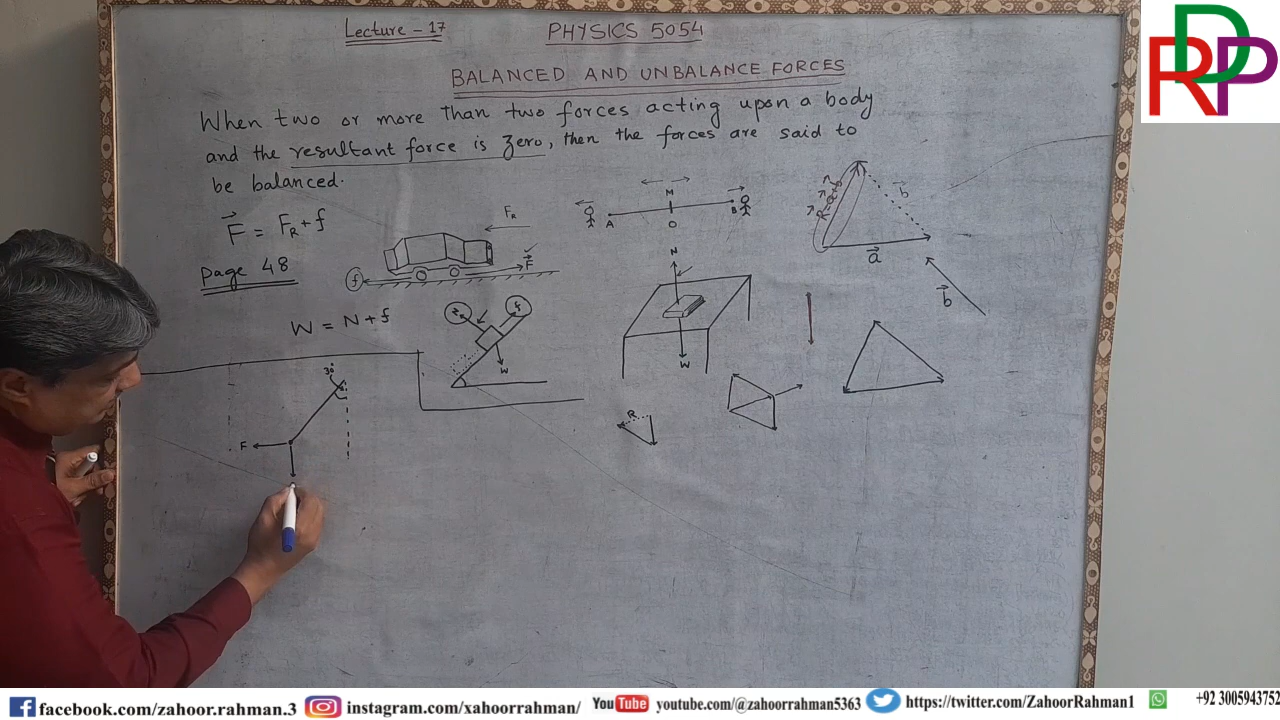 Lecture - 17
PHYSICS 5054
BALANCED AND UNBALANCE FORCES
When two or more than two forces acting upon a body
and the resultant force is zero, then the forces are said to
be balanced.
F = FR + f
Page 48
FR
f
F
M
A
O
B
N
W
a
b
b
W = N + f
f
W
30°
F
R
RDDP
facebook.com/zahoor.rahman.3
instagram.com/xahoorrahman/
YouTube youtube.com/@zahoorrahman5363
https://twitter.com/ZahoorRahman1
+92 3005943752